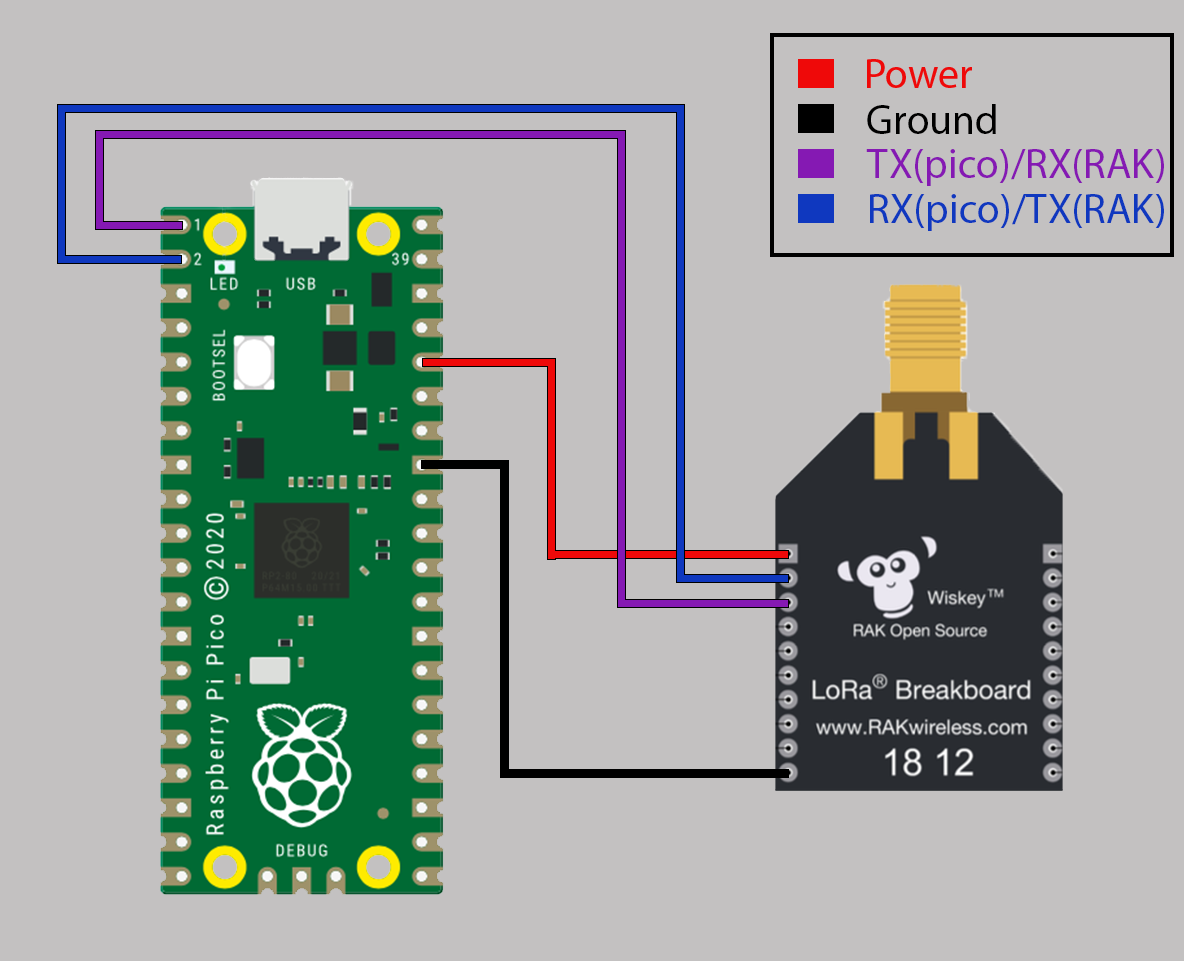 Power
Ground
TX(pico)/RX(RAK)
RX(pico)/TX(RAK)
1
2
39
LED
USB
BOOTSEL
Raspberry Pi Pico ©2020
DEBUG
Wiskey™
RAK Open Source
LoRa® Breakboard
www.RAKwireless.com
18 12